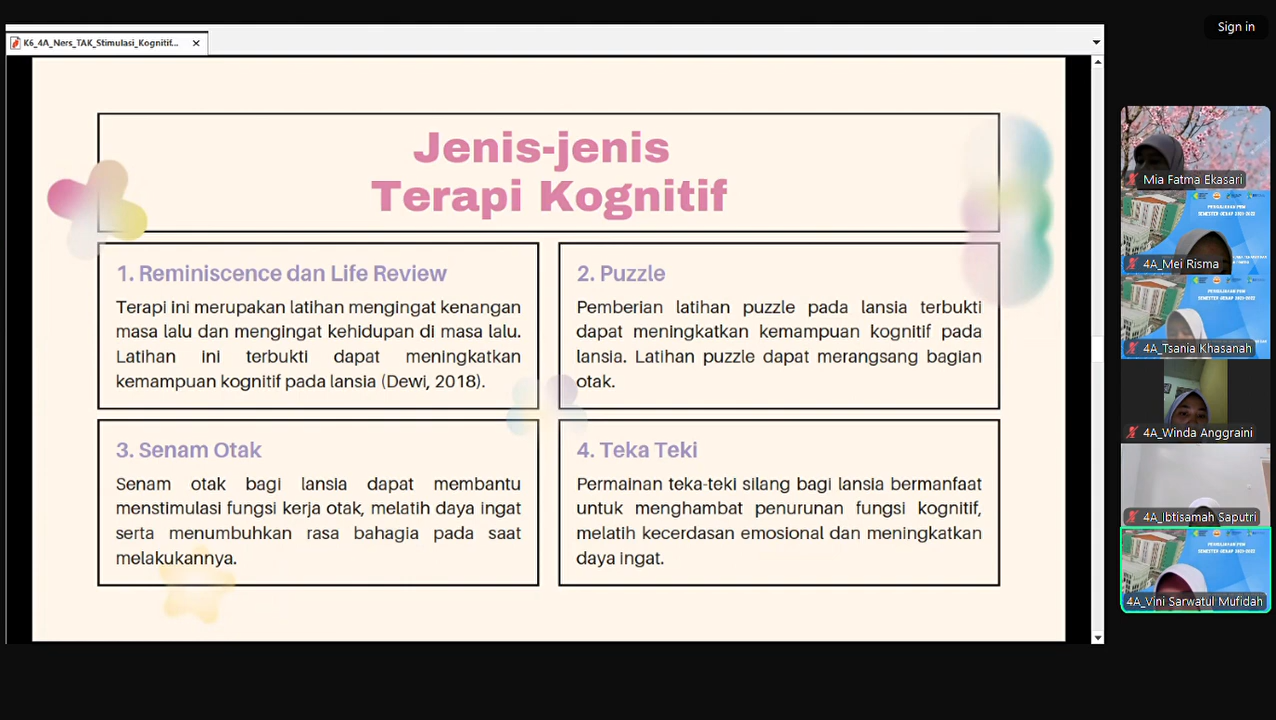 Sign in
K6_4A_Ners_TAK_Stimulasi_Kognitif...
Jenis-jenis
Terapi Kognitif
1. Reminiscence dan Life Review
Terapi ini merupakan latihan mengingat kenangan
masa lalu dan mengingat kehidupan di masa lalu.
Latihan ini terbukti dapat meningkatkan
kemampuan kognitif pada lansia (Dewi, 2018).
2. Puzzle
Pemberian latihan puzzle pada lansia terbukti
dapat meningkatkan kemampuan kognitif pada
lansia. Latihan puzzle dapat merangsang bagian
otak.
3. Senam Otak
Senam otak bagi lansia dapat membantu
menstimulasi fungsi kerja otak, melatih daya ingat
serta menumbuhkan rasa bahagia pada saat
melakukannya.
4. Teka Teki
Permainan teka-teki silang bagi lansia bermanfaat
untuk menghambat penurunan fungsi kognitif,
melatih kecerdasan emosional dan meningkatkan
daya ingat.
Mia Fatma Ekasari
4A_Mei Risma
4A_Tsania Khasanah
4A_Winda Anggraini
4A_Ibtisamah Saputri
4A_Vini Sarwatul Mufidah